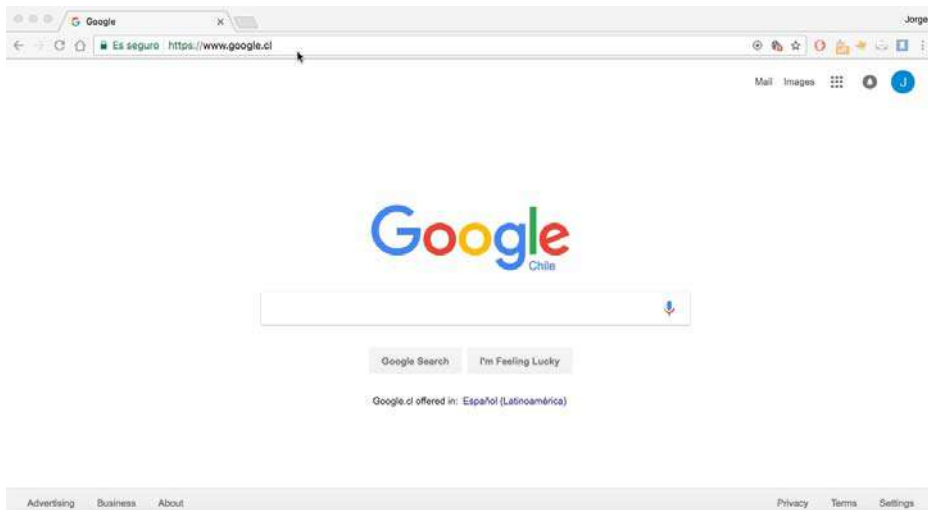 Google
Jorge
Es seguro https://www.google.cl
Mail Images J
Google
Chile
Google Search I'm Feeling Lucky
Google.cl offered in: Español (Latinoamérica)
Advertising Business About Privacy Terms Settings